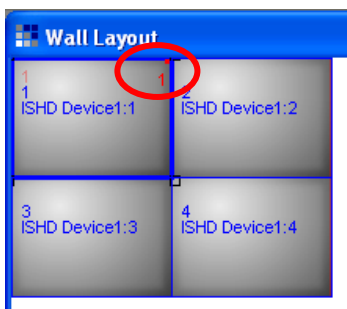 Wall Layout
1 1
1 2
ISHD Device1:1 ISHD Device1:2
3 4
ISHD Device1:3 ISHD Device1:4